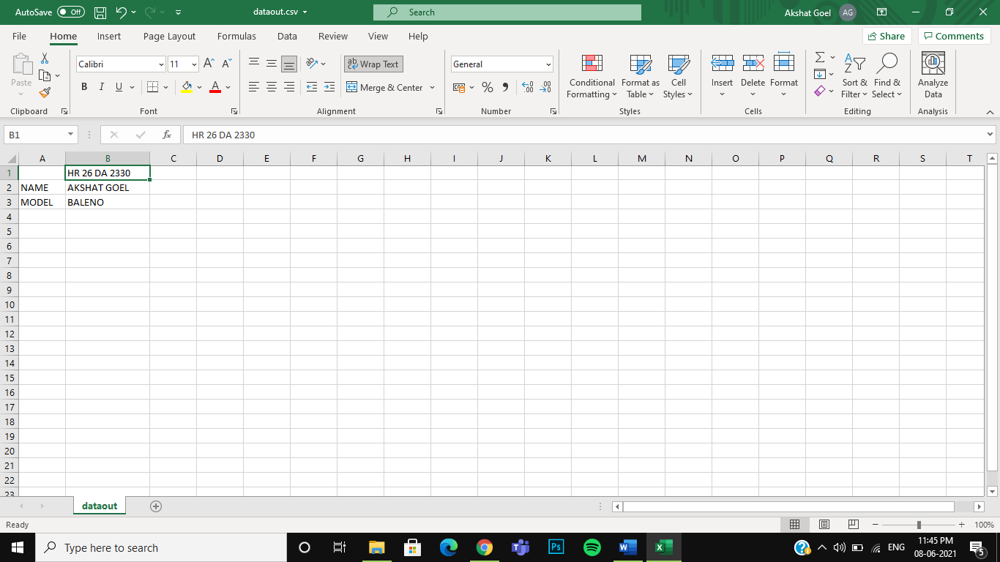 AutoSave Off dataout.csv Search Akshat Goel AG
File Home Insert Page Layout Formulas Data Review View Help Share Comments
Calibri 11 ab Wrap Text General
Paste B I U A Merge & Center % Conditional Formatting Format as Table Cell Styles Insert Delete Format Sort & Filter Find & Select Analyze Data
Clipboard Font Alignment Number Styles Cells Editing Analysis
B1 fx HR 26 DA 2330
A B C D E F G H I J K L M N O P Q R S T
1 HR 26 DA 2330
2 NAME AKSHAT GOEL
3 MODEL BALENO
4
5
6
7
8
9
10
11
12
13
14
15
16
17
18
19
20
21
22
23
dataout
Ready 100%
Type here to search Ps ENG 11:45 PM
08-06-2021 5